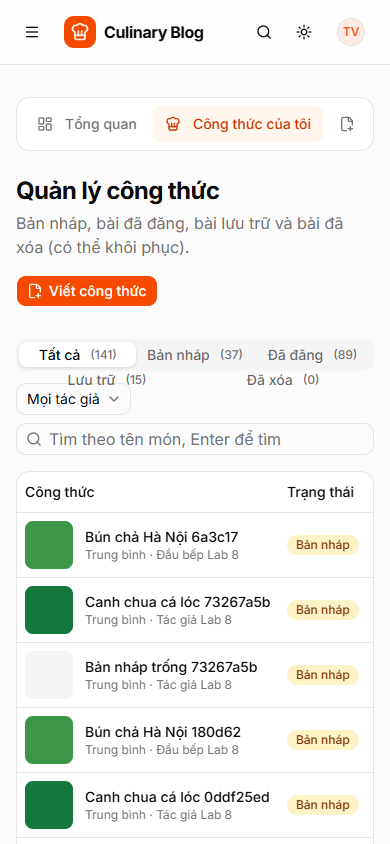 Culinary Blog
TV
Tổng quan
Công thức của tôi
Quản lý công thức
Bản nháp, bài đã đăng, bài lưu trữ và bài đã
xóa (có thể khôi phục).
Viết công thức
Tất cả (141) Bản nháp (37) Đã đăng (89)
Lưu trữ (15) Đã xóa (0)
Mọi tác giả
Tìm theo tên món, Enter để tìm
Công thức Trạng thái
Bún chả Hà Nội 6a3c17
Trung bình · Đầu bếp Lab 8
Bản nháp
Canh chua cá lóc 73267a5b
Trung bình · Tác giả Lab 8
Bản nháp
Bản nháp trống 73267a5b
Trung bình · Tác giả Lab 8
Bản nháp
Bún chả Hà Nội 180d62
Trung bình · Đầu bếp Lab 8
Bản nháp
Canh chua cá lóc 0ddf25ed
Trung bình · Tác giả Lab 8
Bản nháp